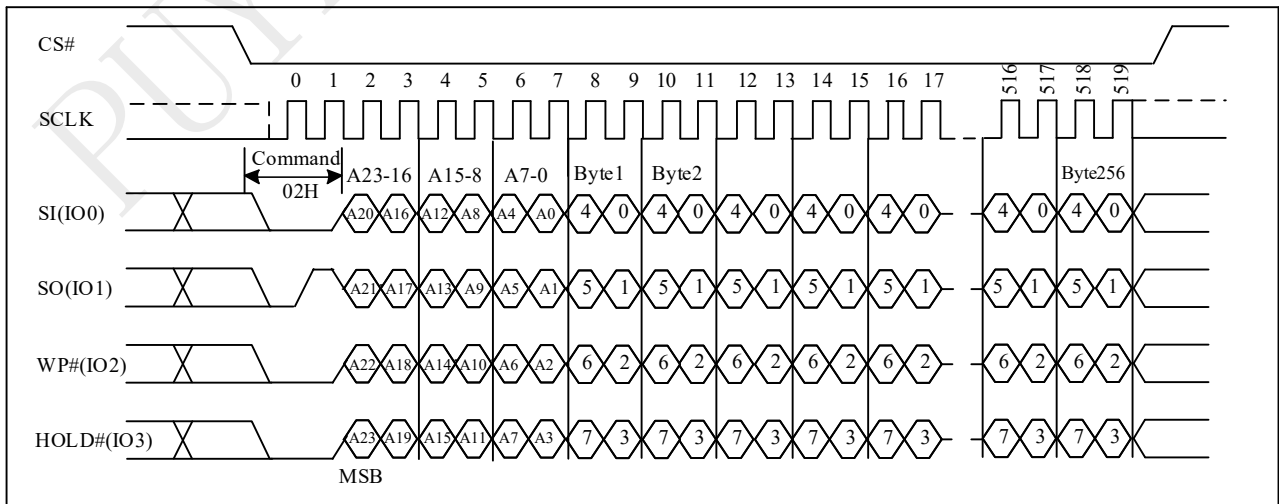 PUY
CS#
0 1 2 3 4 5 6 7 8 9 10 11 12 13 14 15 16 17 516 517 518 519
SCLK
Command A23-16 A15-8 A7-0 Byte1 Byte2 Byte256
02H
SI(IO0) A20 A16 A12 A8 A4 A0 4 0 4 0 4 0 4 0 4 0 4 0 4 0
SO(IO1) A21 A17 A13 A9 A5 A1 5 1 5 1 5 1 5 1 5 1 5 1 5 1
WP#(IO2) A22 A18 A14 A10 A6 A2 6 2 6 2 6 2 6 2 6 2 6 2 6 2
HOLD#(IO3) A23 A19 A15 A11 A7 A3 7 3 7 3 7 3 7 3 7 3 7 3 7 3
MSB